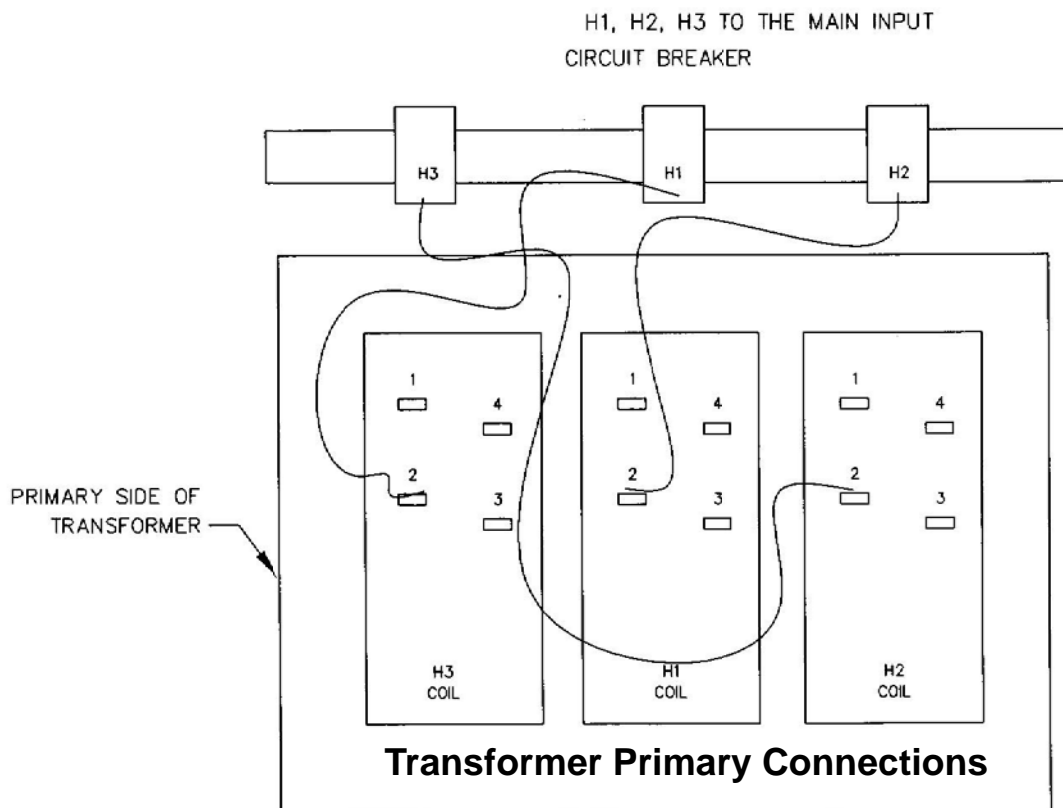 H1, H2, H3 TO THE MAIN INPUT
CIRCUIT BREAKER
H3
H1
H2
1
4
2
3
H3
COIL
1
4
2
3
H1
COIL
1
4
2
3
H2
COIL
PRIMARY SIDE OF
TRANSFORMER
Transformer Primary Connections